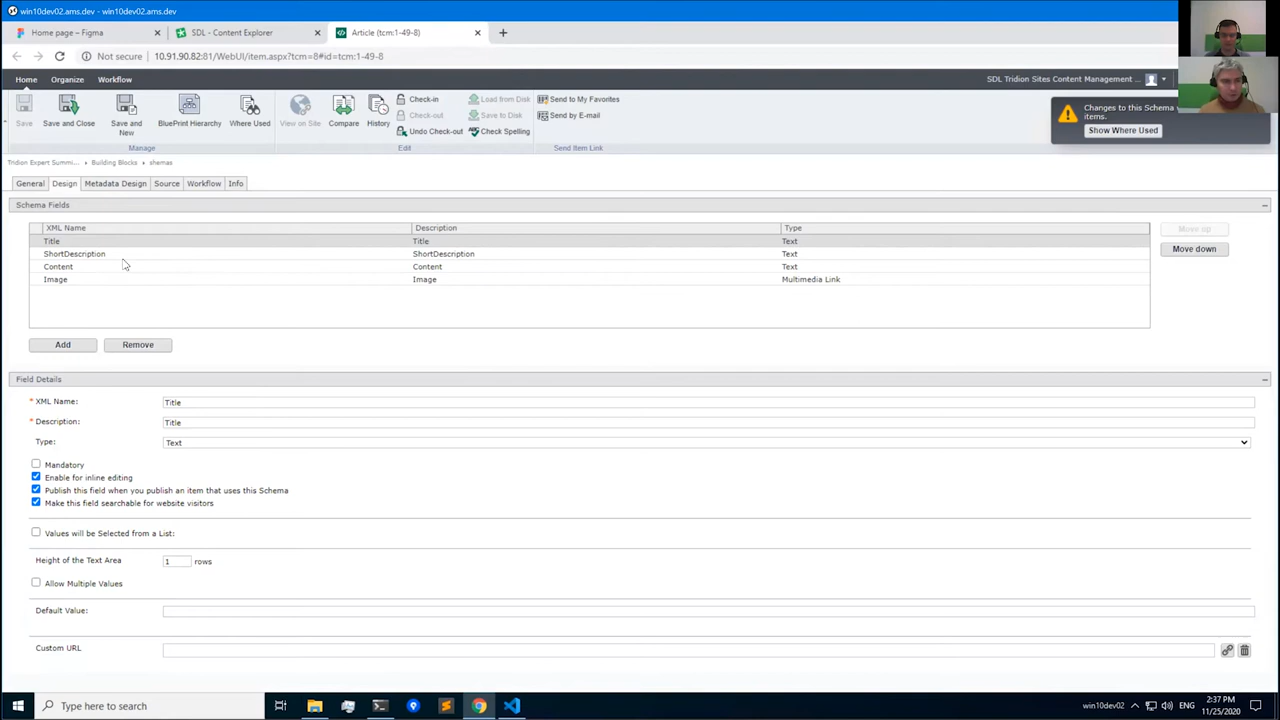 win10dev02.ams.dev - win10dev02.ams.dev
Home page – Figma
SDL - Content Explorer
Article (tcm:1-49-8)
Not secure
10.91.90.82:81/WebUI/item.aspx?tcm=8#id=tcm:1-49-8
Home
Organize
Workflow
SDL Tridion Sites Content Management ...
Save
Save and Close
Save and New
BluePrint Hierarchy
Where Used
View on Site
Compare
History
Check-in
Check-out
Undo Check-out
Load from Disk
Save to Disk
Check Spelling
Send to My Favorites
Send by E-mail
Manage
Edit
Send Item Link
Changes to this Schema
items.
Show Where Used
Tridion Expert Summi... Building Blocks shemas
General
Design
Metadata Design
Source
Workflow
Info
Schema Fields
XML Name Description Type
Title Title Text
ShortDescription ShortDescription Text
Content Content Text
Image Image Multimedia Link
Move up
Move down
Add
Remove
Field Details
* XML Name: Title
* Description: Title
Type: Text
Mandatory
Enable for inline editing
Publish this field when you publish an item that uses this Schema
Make this field searchable for website visitors
Values will be Selected from a List:
Height of the Text Area 1 rows
Allow Multiple Values
Default Value:
Custom URL
Type here to search
win10dev02
ENG
2:37 PM
11/25/2020